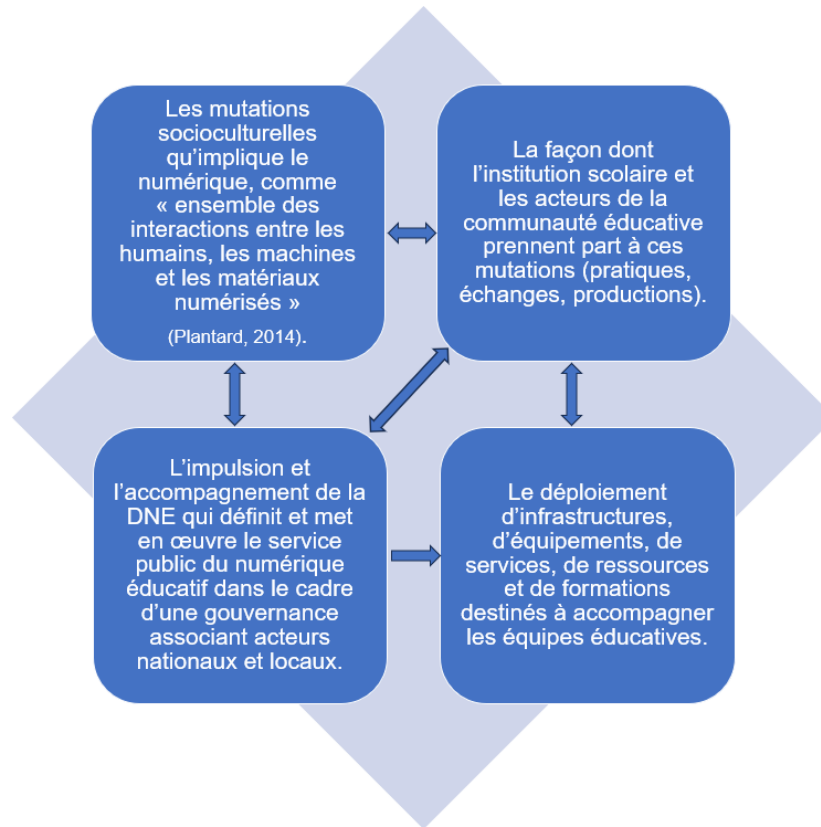 Les mutations
socioculturelles
qu’implique le
numérique, comme
« ensemble des
interactions entre les
humains, les machines
et les matériaux
numérisés »
(Plantard, 2014).
La façon dont
l’institution scolaire et
les acteurs de la
communauté éducative
prennent part à ces
mutations (pratiques,
échanges, productions).
L’impulsion et
l’accompagnement de la
DNE qui définit et met
en œuvre le service
public du numérique
éducatif dans le cadre
d’une gouvernance
associant acteurs
nationaux et locaux.
Le déploiement
d’infrastructures,
d’équipements, de
services, de ressources
et de formations
destinés à accompagner
les équipes éducatives.